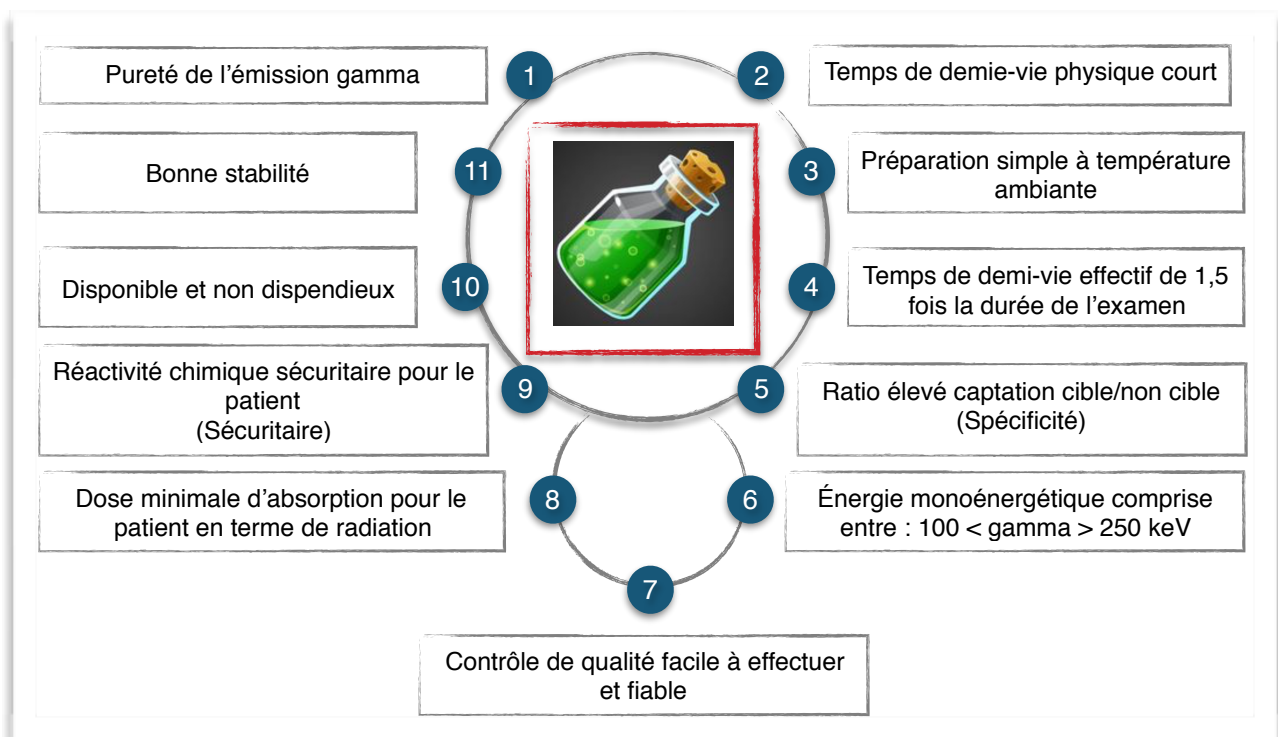 1
Pureté de l'émission gamma
2
Temps de demie-vie physique court
3
Préparation simple à température
ambiante
4
Temps de demi-vie effectif de 1,5
fois la durée de l'examen
5
Ratio élevé captation cible/non cible
(Spécificité)
6
Énergie monoénergétique comprise
entre : 100 < gamma > 250 keV
7
Contrôle de qualité facile à effectuer
et fiable
8
Dose minimale d'absorption pour le
patient en terme de radiation
9
Réactivité chimique sécuritaire pour le
patient
(Sécuritaire)
10
Disponible et non dispendieux
11
Bonne stabilité